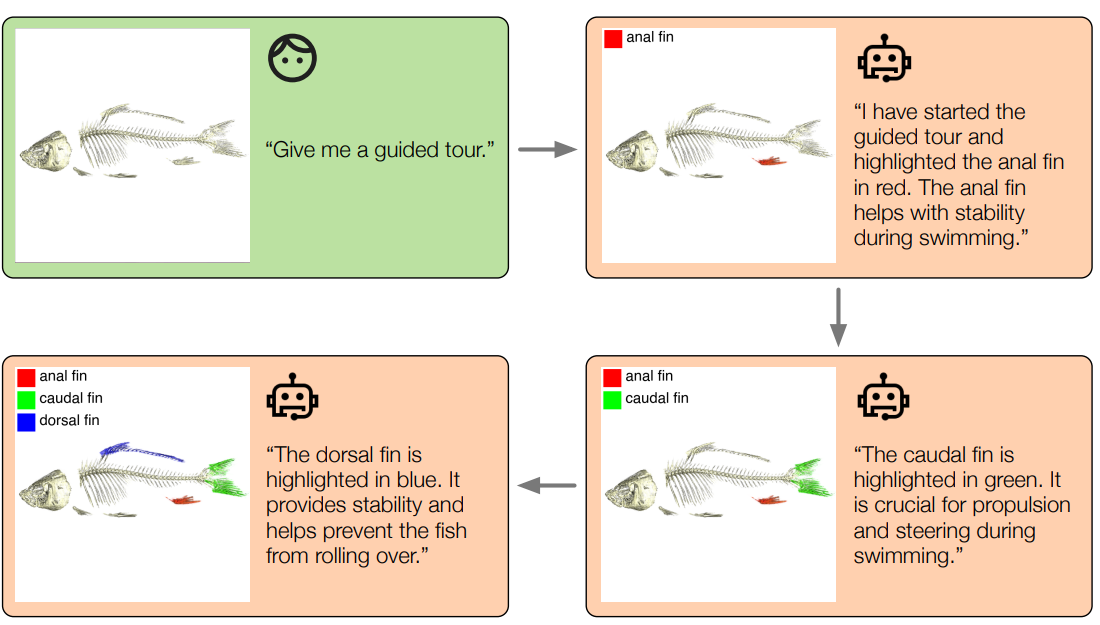 “Give me a guided tour.”
anal fin
“I have started the
guided tour and
highlighted the anal fin
in red. The anal fin
helps with stability
during swimming.”
anal fin
caudal fin
“The caudal fin is
highlighted in green. It
is crucial for propulsion
and steering during
swimming.”
anal fin
caudal fin
dorsal fin
“The dorsal fin is
highlighted in blue. It
provides stability and
helps prevent the fish
from rolling over.”